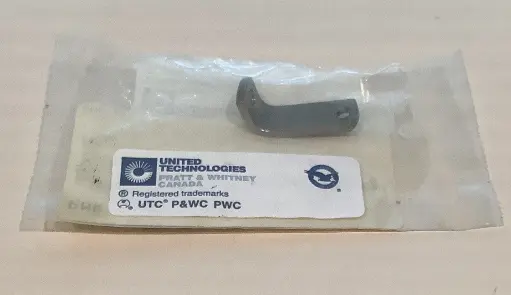 UNITED
TECHNOLOGIES
PRATT & WHITNEY
CANADA
® Registered trademarks
UTC® P&WC PWC